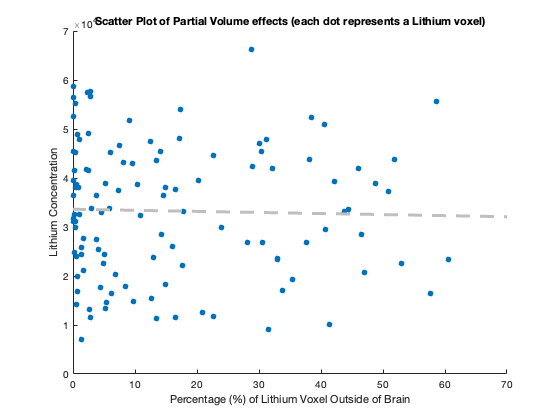 Scatter Plot of Partial Volume effects (each dot represents a Lithium voxel)
7
6
5
4
3
2
1
0
Lithium Concentration
0 10 20 30 40 50 60 70
Percentage (%) of Lithium Voxel Outside of Brain